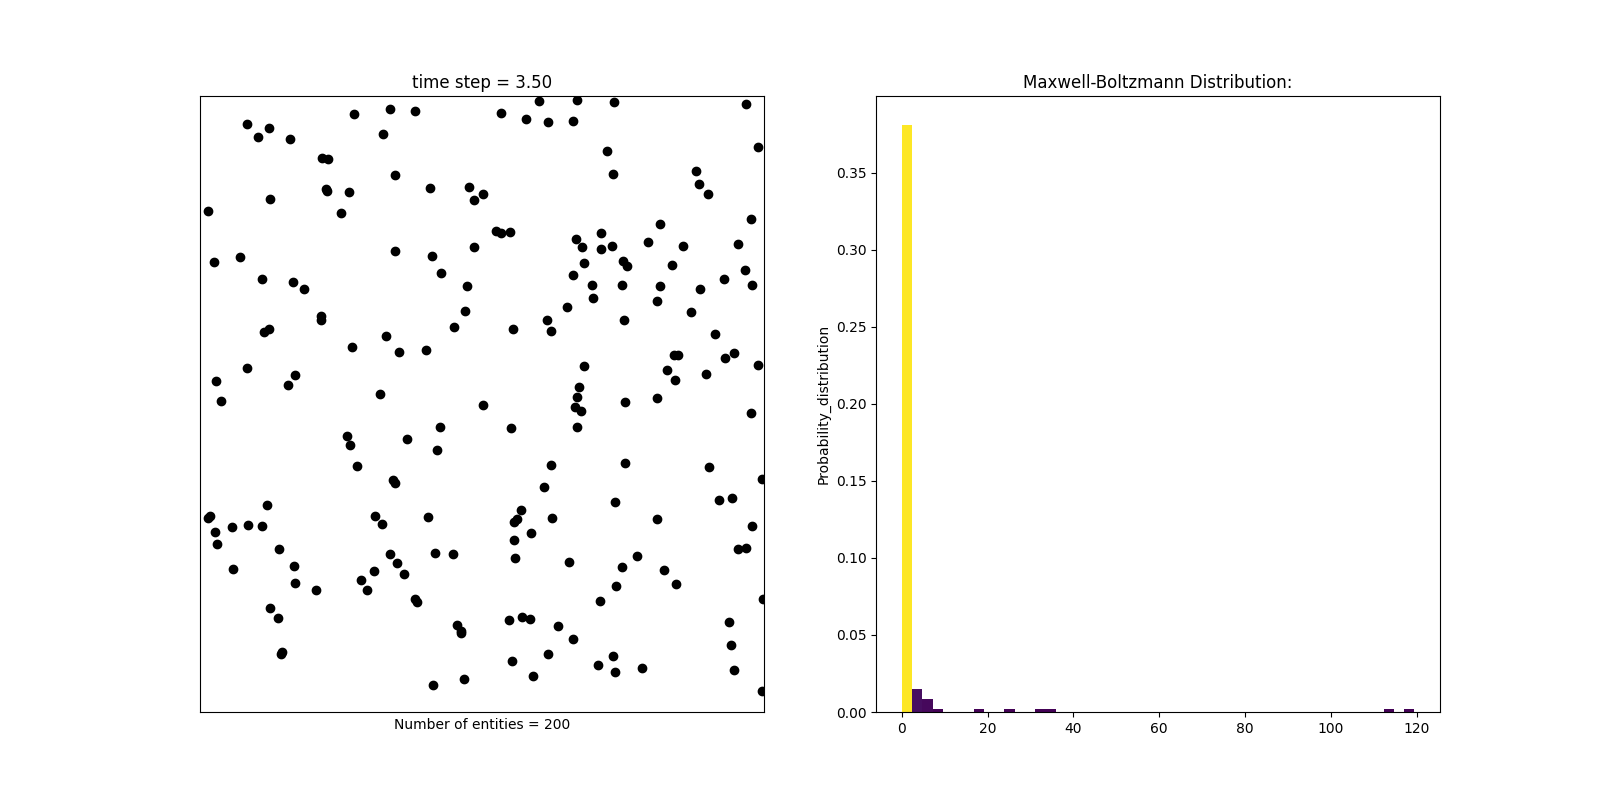 time step = 3.50
Number of entities = 200
Maxwell-Boltzmann Distribution:
Probability_distribution
0.35
0.30
0.25
0.20
0.15
0.10
0.05
0.00
0 20 40 60 80 100 120